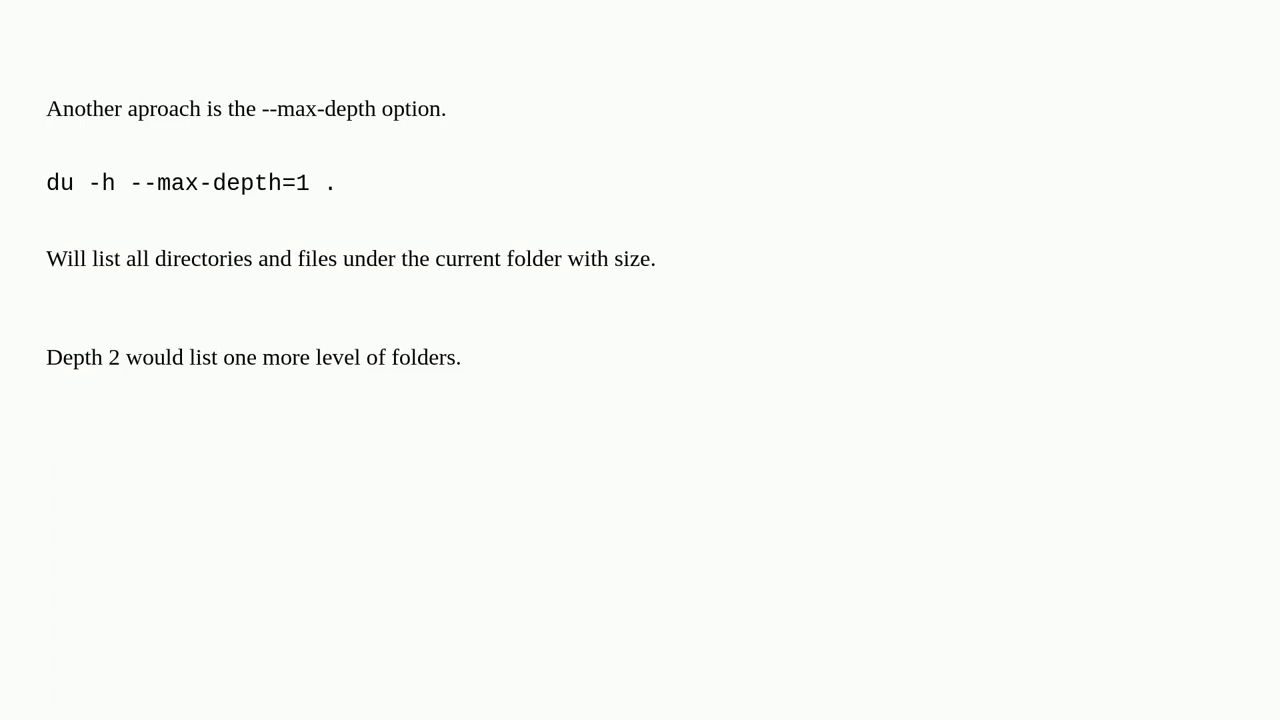 Another aproach is the --max-depth option.
du -h --max-depth=1 .
Will list all directories and files under the current folder with size.
Depth 2 would list one more level of folders.